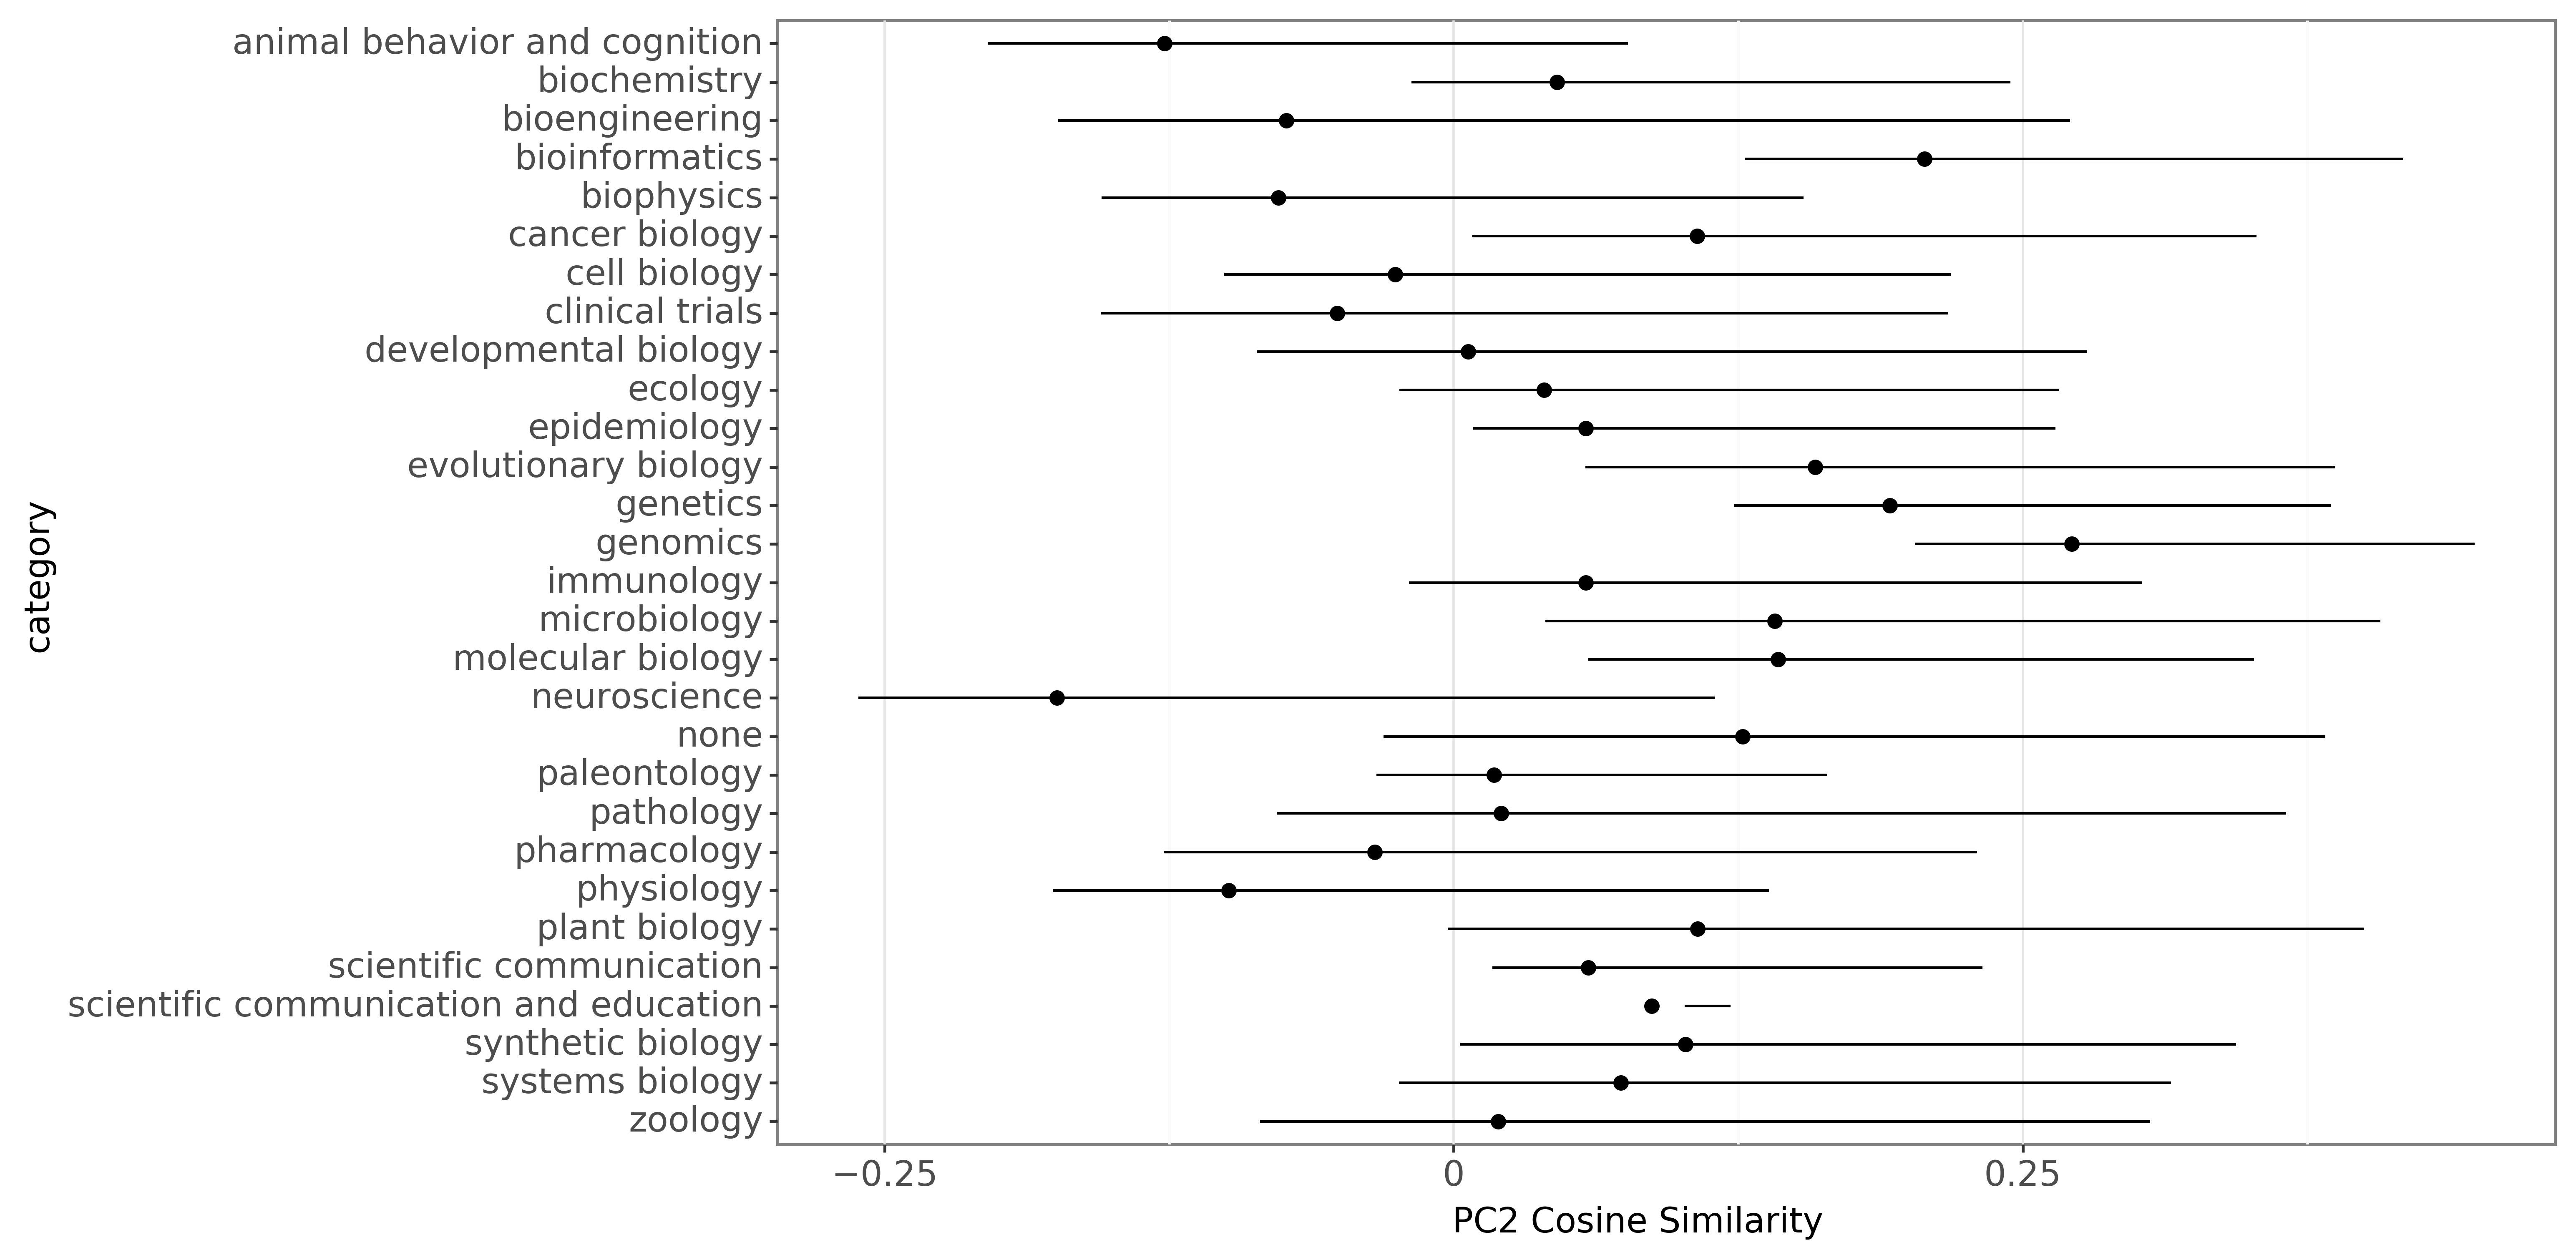 animal behavior and cognition
biochemistry
bioengineering
bioinformatics
biophysics
cancer biology
cell biology
clinical trials
developmental biology
ecology
epidemiology
evolutionary biology
genetics
genomics
immunology
microbiology
molecular biology
neuroscience
none
paleontology
pathology
pharmacology
physiology
plant biology
scientific communication
scientific communication and education
synthetic biology
systems biology
zoology
category
−0.25 0 0.25
PC2 Cosine Similarity